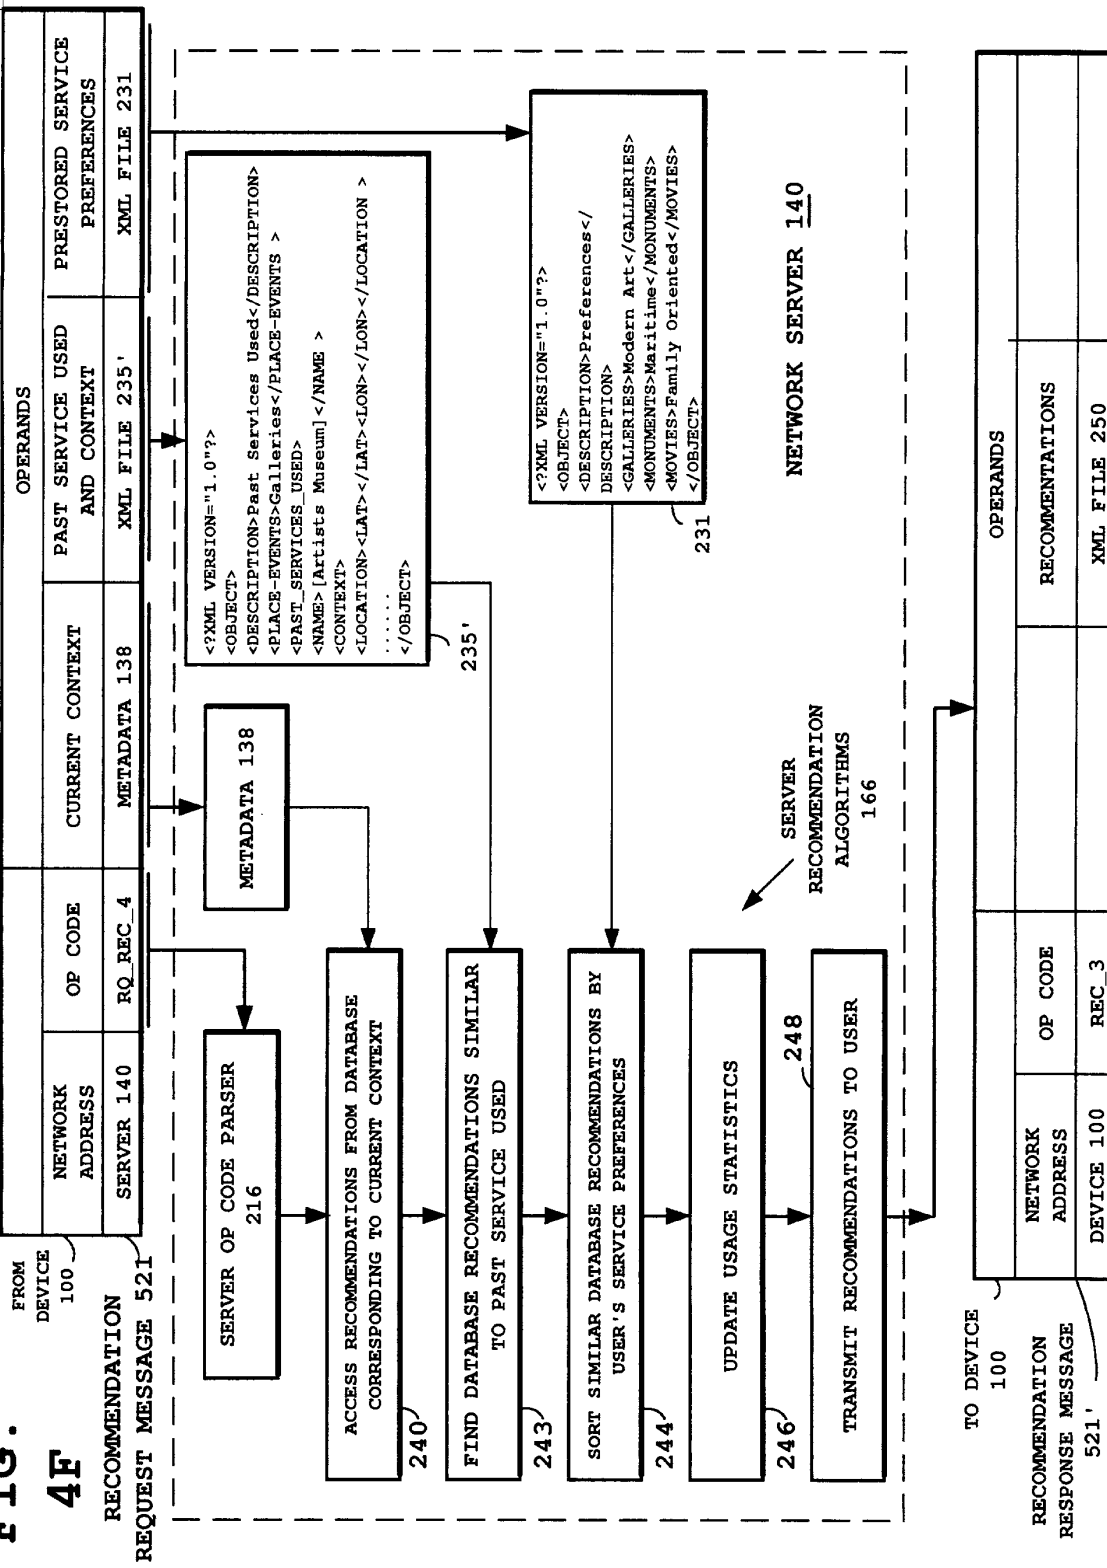 FIG.
4F
FROM
DEVICE
100
RECOMMENDATION
REQUEST MESSAGE 521
OPERANDS
NETWORK
ADDRESS
OP CODE
CURRENT CONTEXT
PAST SERVICE USED
AND CONTEXT
PRESTORED SERVICE
PREFERENCES
SERVER 140
RQ_REC_4
METADATA 138
XML FILE 235'
XML FILE 231
SERVER OP CODE PARSER
216
METADATA 138
<?XML VERSION="1.0"?>
<OBJECT>
<DESCRIPTION>Past Services Used</DESCRIPTION>
<PLACE-EVENTS>Galleries</PLACE-EVENTS >
<PAST_SERVICES_USED>
<NAME>[Artists Museum]</NAME >
<CONTEXT>
<LOCATION><LAT></LAT><LON></LON></LOCATION >
......
</OBJECT>
235'
ACCESS RECOMMENDATIONS FROM DATABASE
CORRESPONDING TO CURRENT CONTEXT
240
FIND DATABASE RECOMMENDATIONS SIMILAR
TO PAST SERVICE USED
243
<?XML VERSION="1.0"?>
<OBJECT>
<DESCRIPTION>Preferences</
DESCRIPTION>
<GALLERIES>Modern Art</GALLERIES>
<MONUMENTS>Maritime</MONUMENTS>
<MOVIES>Family Oriented</MOVIES>
</OBJECT>
231
SORT SIMILAR DATABASE RECOMMENDATIONS BY
USER'S SERVICE PREFERENCES
244
UPDATE USAGE STATISTICS
246
SERVER
RECOMMENDATION
ALGORITHMS
166
NETWORK SERVER 140
248
TRANSMIT RECOMMENDATIONS TO USER
TO DEVICE
100
RECOMMENDATION
RESPONSE MESSAGE
521'
OPERANDS
NETWORK
ADDRESS
OP CODE
RECOMMENTATIONS
DEVICE 100
REC_3
XML FILE 250